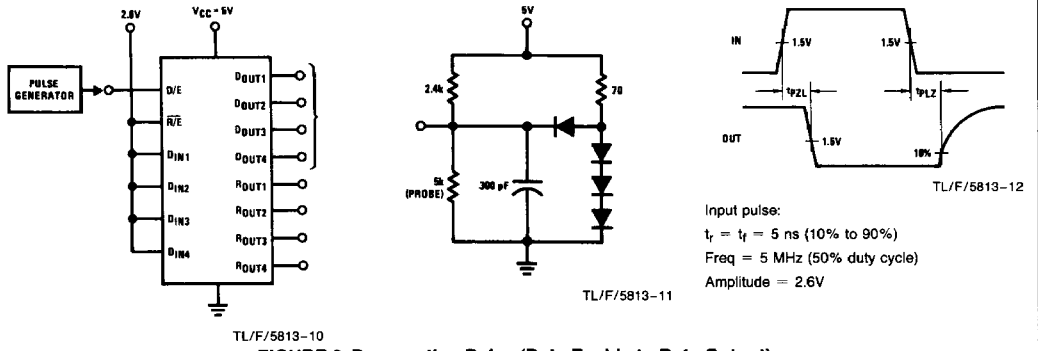 2.6V
VCC = 5V
PULSE
GENERATOR
D/E
R/E
DIN1
DIN2
DIN3
DIN4
DOUT1
DOUT2
DOUT3
DOUT4
ROUT1
ROUT2
ROUT3
ROUT4
TL/F/5813–10
5V
2.4k
70
5k
(PROBE)
300 pF
TL/F/5813–11
IN
1.5V
1.5V
tPZL
tPLZ
OUT
1.5V
10%
TL/F/5813–12
Input pulse:
tr = tf = 5 ns (10% to 90%)
Freq = 5 MHz (50% duty cycle)
Amplitude = 2.6V